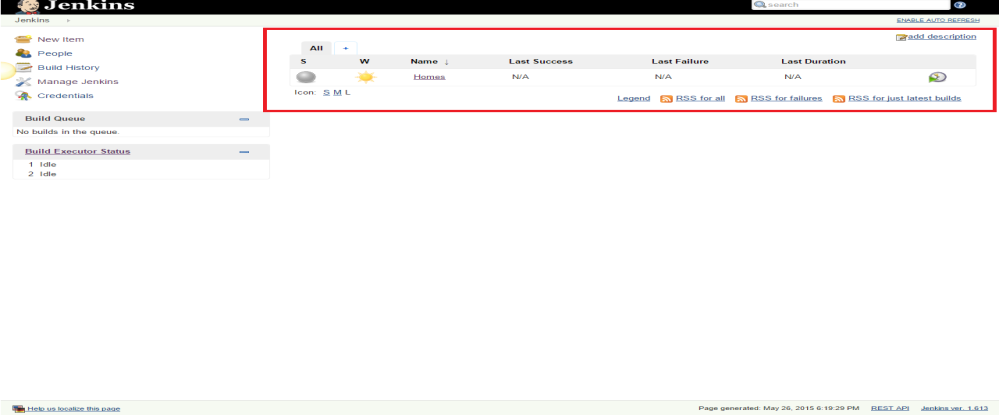 Jenkins
search
Jenkins
ENABLE AUTO REFRESH
New Item
People
Build History
Manage Jenkins
Credentials
Build Queue
No builds in the queue.
Build Executor Status
1 Idle
2 Idle
add description
All +
S W Name ↓ Last Success Last Failure Last Duration
Homes N/A N/A N/A
Icon: S M L
Legend RSS for all RSS for failures RSS for just latest builds
Help us localize this page
Page generated: May 26, 2015 6:19:29 PM REST API Jenkins ver. 1.613